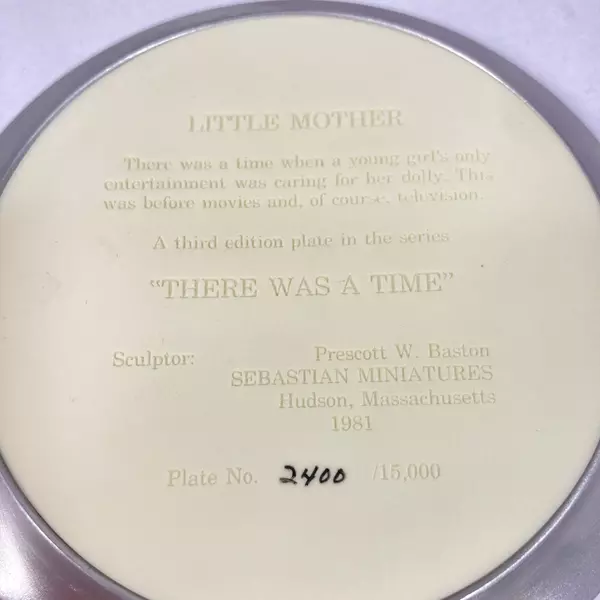 LITTLE MOTHER
There was a time when a young girl's only
entertainment was caring for her dolly. This
was before movies and, of course, television.
A third edition plate in the series
"THERE WAS A TIME"
Sculptor: Prescott W. Baston
SEBASTIAN MINIATURES
Hudson, Massachusetts
1981
Plate No. 2400 /15,000